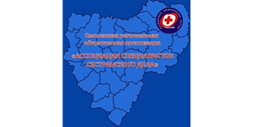 Смоленская региональная
общественная организация
«АССОЦИАЦИЯ СПЕЦИАЛИСТОВ
СЕСТРИНСКОГО ДЕЛА»